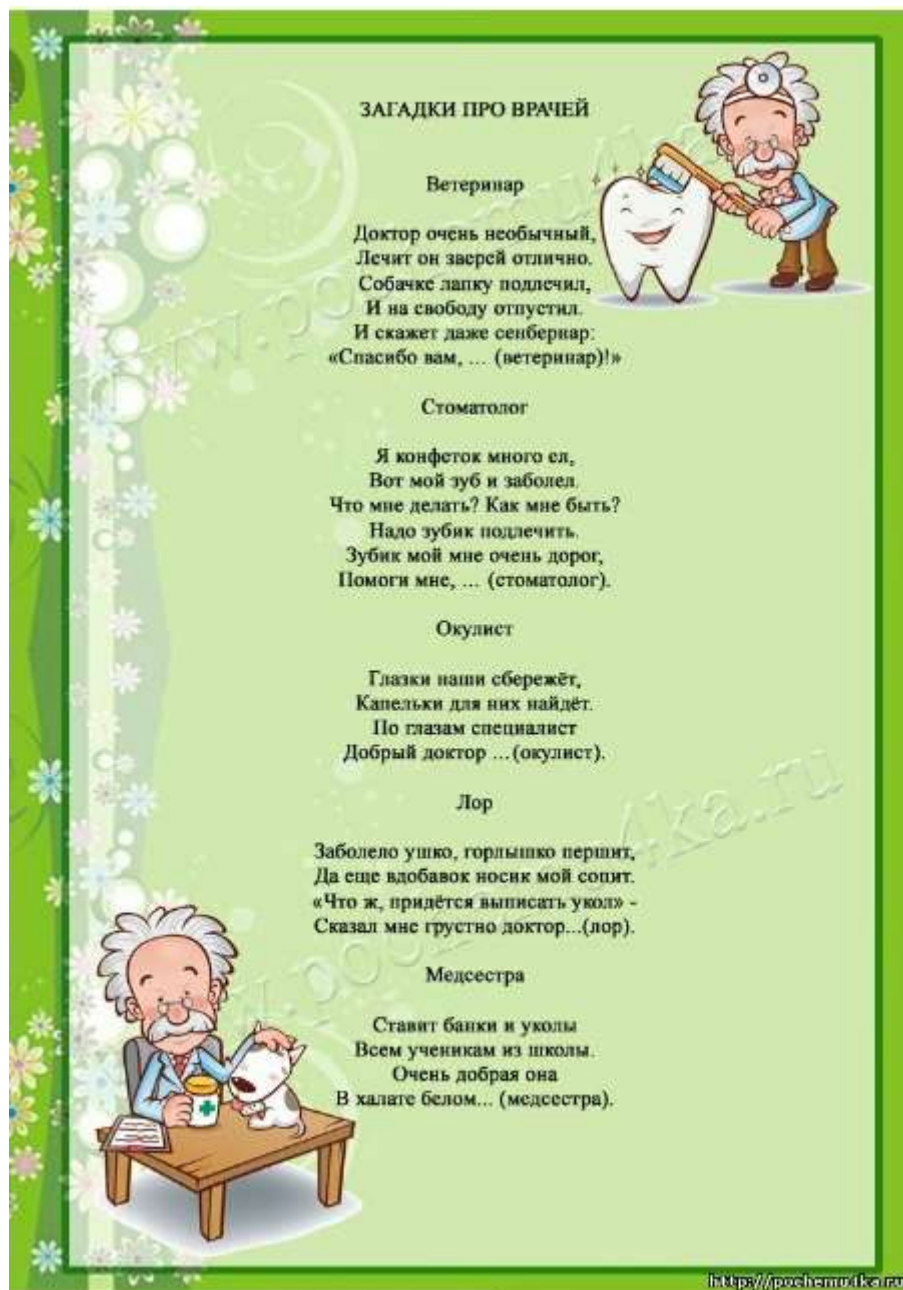 ЗАГАДКИ ПРО ВРАЧЕЙ
Ветеринар
Доктор очень необычный,
Лечит он зверей отлично.
Собачке лапку подлечил,
И на свободу отпустил.
И скажет даже сенбернар:
«Спасибо вам, ... (ветеринар)!»
Стоматолог
Я конфеток много ел,
Вот мой зуб и заболел.
Что мне делать? Как мне быть?
Надо зубик подлечить.
Зубик мой мне очень дорог,
Помоги мне, ... (стоматолог).
Окулист
Глазки наши сбережёт,
Капельки для них найдёт.
По глазам специалист
Добрый доктор ...(окулист).
Лор
Заболело ушко, горлышко першит,
Да еще вдобавок носик мой сопит.
«Что ж, придётся выписать укол» -
Сказал мне грустно доктор...(лор).
Медсестра
Ставит банки и уколы
Всем ученикам из школы.
Очень добрая она
В халате белом... (медсестра).
http://pochemu4ka.ru